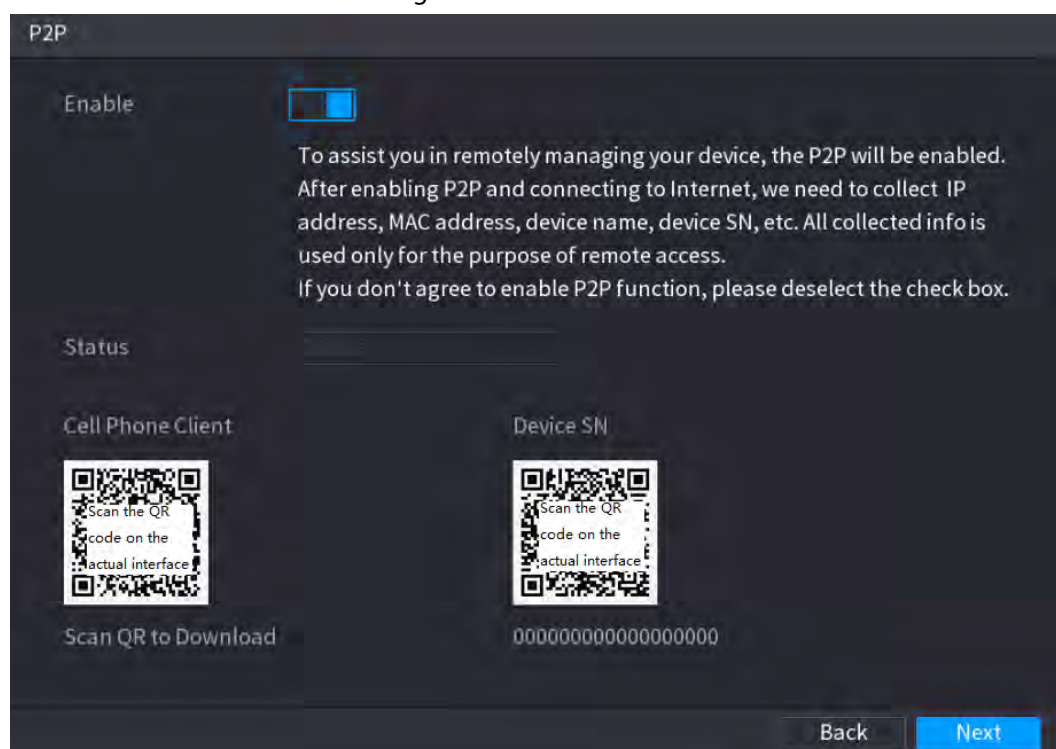 P2P
Enable
To assist you in remotely managing your device, the P2P will be enabled.
After enabling P2P and connecting to Internet, we need to collect IP
address, MAC address, device name, device SN, etc. All collected info is
used only for the purpose of remote access.
If you don't agree to enable P2P function, please deselect the check box.
Status
Cell Phone Client
Device SN
Scan the QR
code on the
actual interface
Scan the QR
code on the
actual interface
Scan QR to Download
000000000000000000
Back
Next